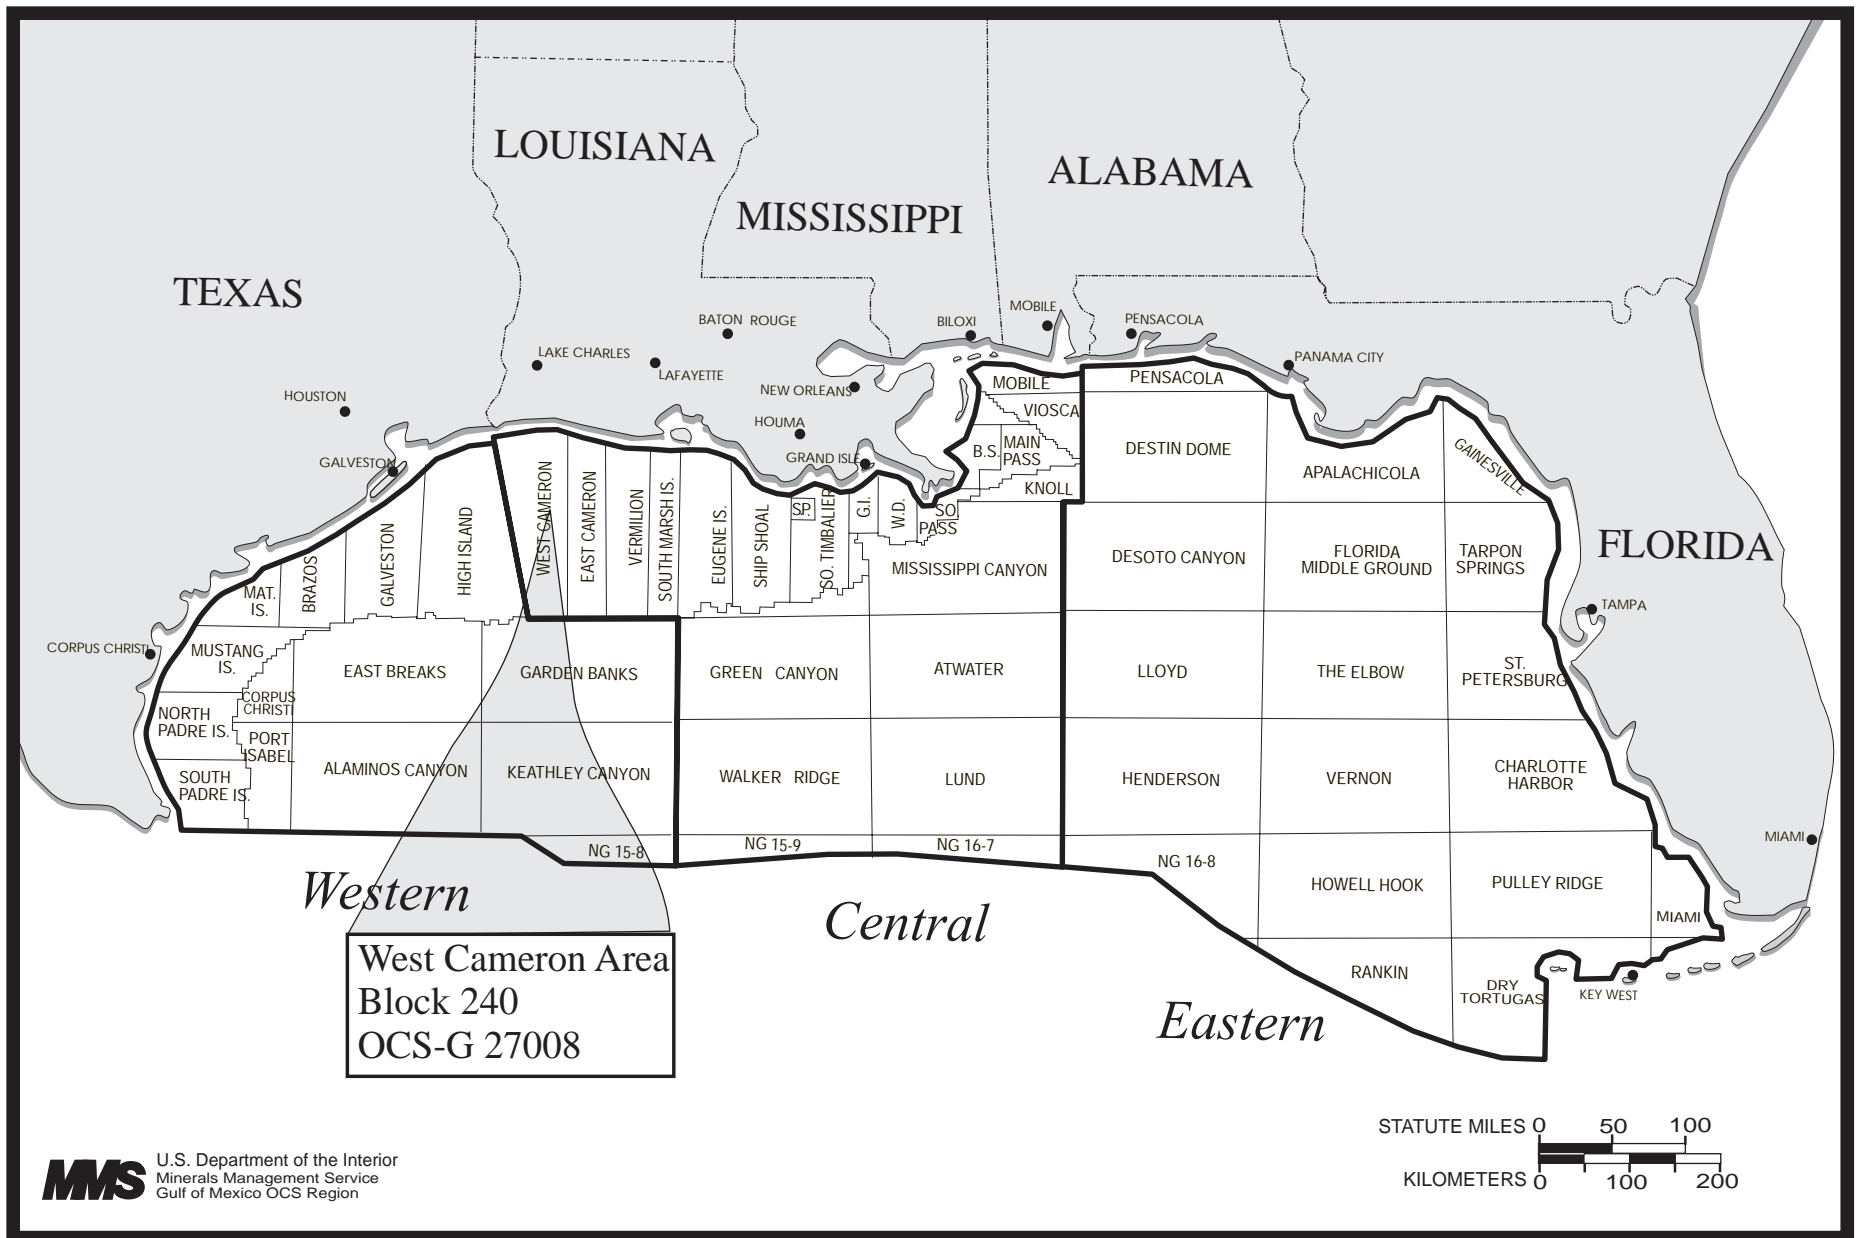 LOUISIANA
ALABAMA
MISSISSIPPI
TEXAS
FLORIDA
BATON ROUGE
BILOXI
MOBILE
PENSACOLA
LAKE CHARLES
LAFAYETTE
PANAMA CITY
HOUSTON
NEW ORLEANS
HOUMA
GALVESTON
GRAND ISLE
CORPUS CHRISTI
TAMPA
MIAMI
KEY WEST
MOBILE
PENSACOLA
VIOSCA
B.S.
MAIN
PASS
KNOLL
DESTIN DOME
APALACHICOLA
GAINESVILLE
MAT.
IS.
BRAZOS
GALVESTON
HIGH ISLAND
WEST CAMERON
EAST CAMERON
VERMILION
SOUTH MARSH IS.
EUGENE IS.
SHIP SHOAL
S.P.
SO. TIMBALIER
G.I.
W.D.
SO.
PASS
MISSISSIPPI CANYON
DESOTO CANYON
FLORIDA
MIDDLE GROUND
TARPON
SPRINGS
MUSTANG
IS.
EAST BREAKS
GARDEN BANKS
GREEN CANYON
ATWATER
LLOYD
THE ELBOW
ST.
PETERSBURG
CORPUS
CHRISTI
NORTH
PADRE IS.
PORT
ISABEL
SOUTH
PADRE IS.
ALAMINOS CANYON
KEATHLEY CANYON
WALKER RIDGE
LUND
HENDERSON
VERNON
CHARLOTTE
HARBOR
NG 15-8
NG 15-9
NG 16-7
NG 16-8
HOWELL HOOK
PULLEY RIDGE
MIAMI
RANKIN
DRY
TORTUGAS
Western
Central
Eastern
West Cameron Area
Block 240
OCS-G 27008
STATUTE MILES 0 50 100
KILOMETERS 0 100 200
MMS
U.S. Department of the Interior
Minerals Management Service
Gulf of Mexico OCS Region